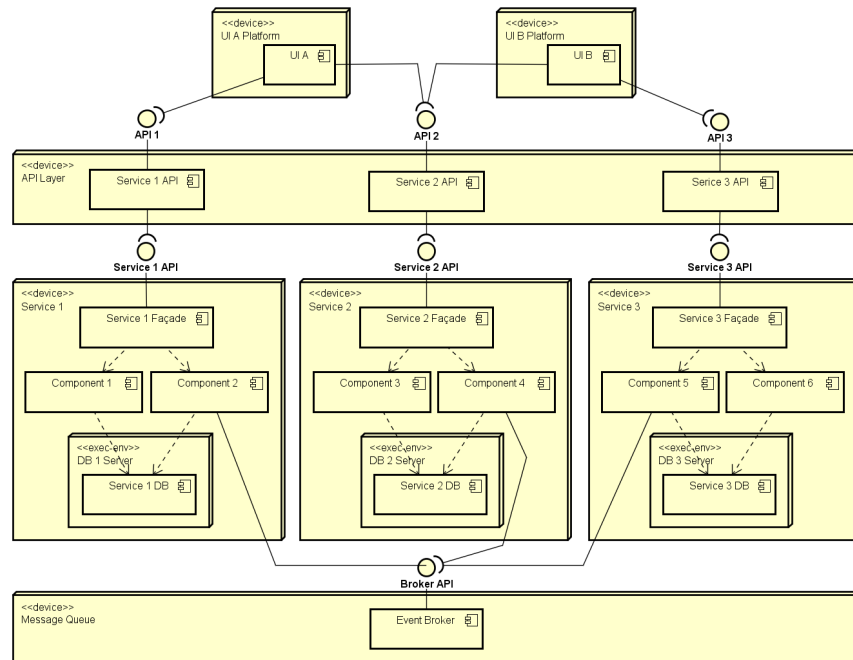 <<device>>
UI A Platform
UI A
<<device>>
UI B Platform
UI B
API 1
API 2
API 3
<<device>>
API Layer
Service 1 API
Service 2 API
Serice 3 API
Service 1 API
Service 2 API
Service 3 API
<<device>>
Service 1
Service 1 Façade
Component 1
Component 2
<<exec-env>>
DB 1 Server
Service 1 DB
<<device>>
Service 2
Service 2 Façade
Component 3
Component 4
<<exec-env>>
DB 2 Server
Service 2 DB
<<device>>
Service 3
Service 3 Façade
Component 5
Component 6
<<exec-env>>
DB 3 Server
Service 3 DB
Broker API
<<device>>
Message Queue
Event Broker